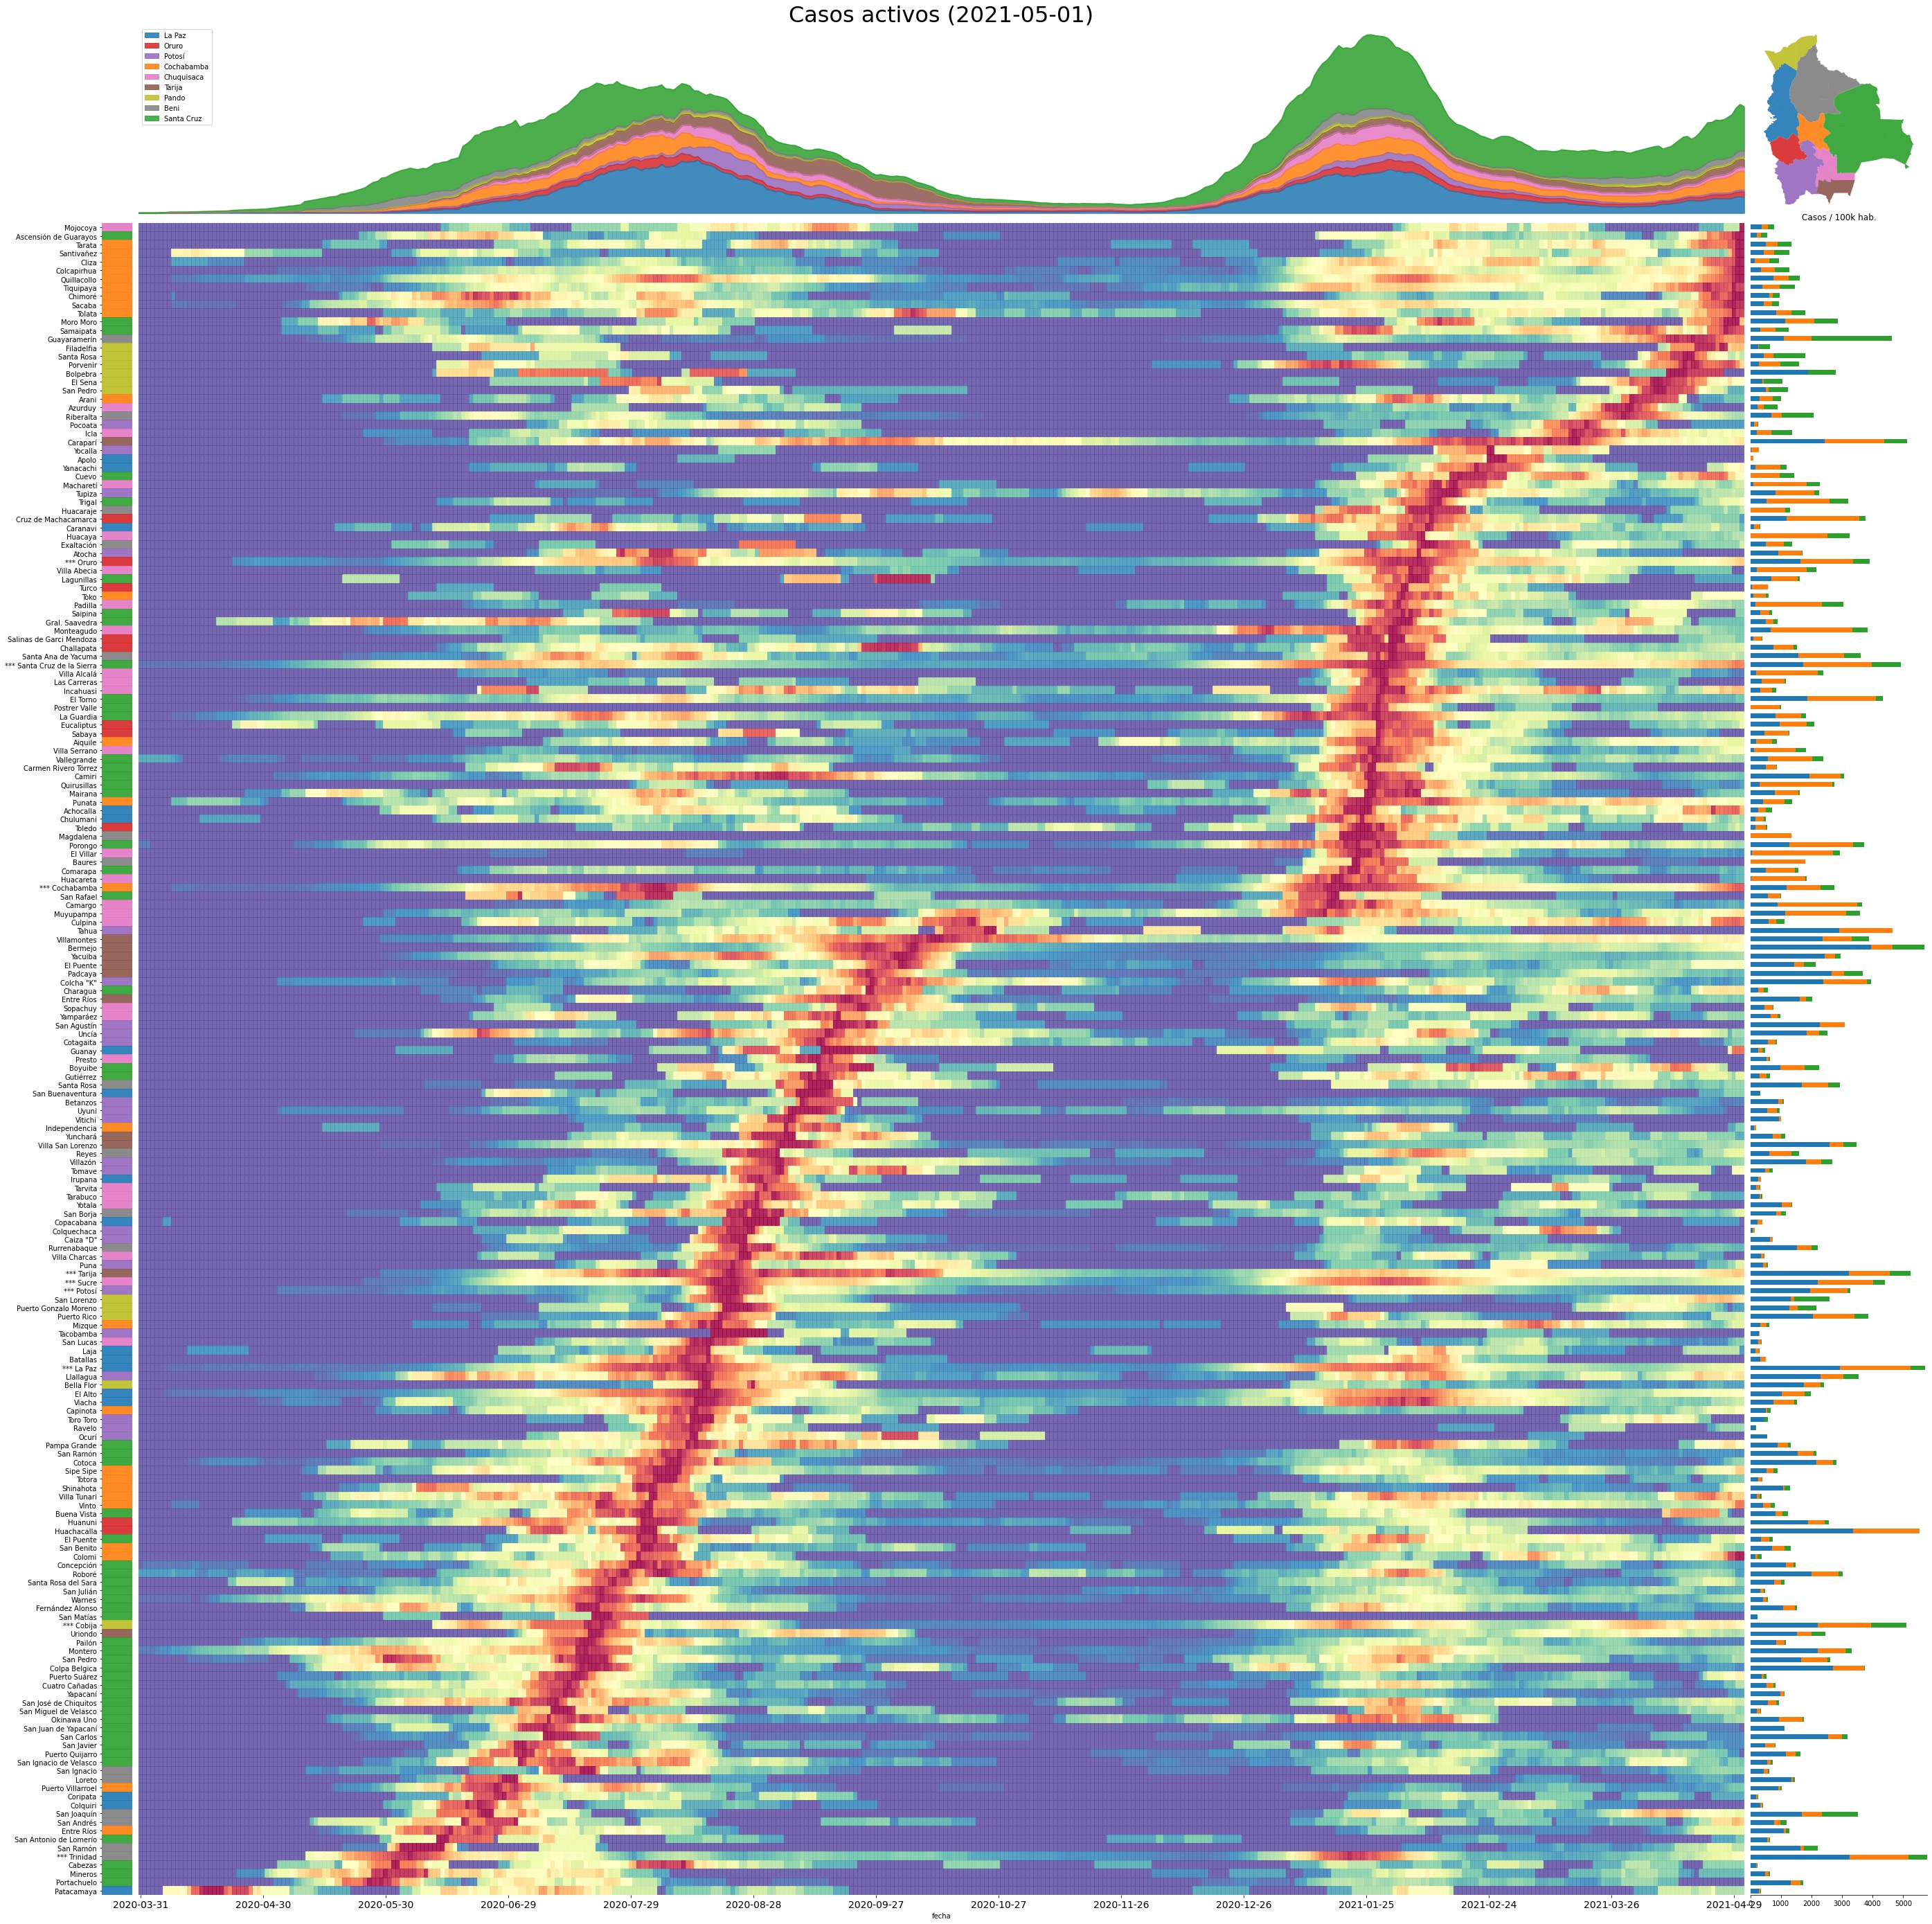 Casos activos (2021-05-01)
La Paz
Oruro
Potosí
Cochabamba
Chuquisaca
Tarija
Pando
Beni
Santa Cruz
Casos / 100k hab.
Mojocoya
Ascensión de Guarayos
Tarata
Santivañez
Cliza
Colcapirhua
Quillacollo
Tiquipaya
Chimoré
Sacaba
Tolata
Moro Moro
Samaipata
Guayaramerín
Filadelfia
Santa Rosa
Porvenir
Bolpebra
El Sena
San Pedro
Arani
Azurduy
Riberalta
Pocoata
Icla
Caraparí
Yocalla
Apolo
Yanacachi
Cuevo
Macharetí
Tupiza
Trigal
Huacaraje
Cruz de Machacamarca
Caranavi
Huacaya
Exaltación
Atocha
*** Oruro
Villa Abecia
Lagunillas
Turco
Toko
Padilla
Saipina
Gral. Saavedra
Monteagudo
Salinas de Garci Mendoza
Challapata
Santa Ana de Yacuma
*** Santa Cruz de la Sierra
Villa Alcalá
Las Carreras
Incahuasi
El Torno
Postrer Valle
La Guardia
Eucaliptus
Sabaya
Aiquile
Villa Serrano
Vallegrande
Carmen Rivero Törrez
Camiri
Quirusillas
Mairana
Punata
Achocalla
Chulumani
Toledo
Magdalena
Porongo
El Villar
Baures
Comarapa
Huacareta
*** Cochabamba
San Rafael
Camargo
Muyupampa
Culpina
Tahua
Villamontes
Bermejo
Yacuiba
El Puente
Padcaya
Colcha "K"
Charagua
Entre Ríos
Sopachuy
Yamparáez
San Agustín
Uncía
Cotagaita
Guanay
Presto
Boyuibe
Gutiérrez
Santa Rosa
San Buenaventura
Betanzos
Uyuni
Vitichi
Independencia
Yunchará
Villa San Lorenzo
Reyes
Villazón
Tomave
Irupana
Tarvita
Tarabuco
Yotala
San Borja
Copacabana
Colquechaca
Caiza "D"
Rurrenabaque
Villa Charcas
Puna
*** Tarija
*** Sucre
*** Potosí
San Lorenzo
Puerto Gonzalo Moreno
Puerto Rico
Mizque
Tacobamba
San Lucas
Laja
Batallas
*** La Paz
Llallagua
Bella Flor
El Alto
Viacha
Capinota
Toro Toro
Ravelo
Ocurí
Pampa Grande
San Ramón
Cotoca
Sipe Sipe
Totora
Shinahota
Villa Tunari
Vinto
Buena Vista
Huanuni
Huachacalla
El Puente
San Benito
Colomi
Concepción
Roboré
Santa Rosa del Sara
San Julián
Warnes
Fernández Alonso
San Matías
*** Cobija
Uriondo
Pailón
Montero
San Pedro
Colpa Belgica
Puerto Suárez
Cuatro Cañadas
Yapacaní
San José de Chiquitos
San Miguel de Velasco
Okinawa Uno
San Juan de Yapacaní
San Carlos
San Javier
Puerto Quijarro
San Ignacio de Velasco
San Ignacio
Loreto
Puerto Villarroel
Coripata
Colquiri
San Joaquín
San Andrés
Entre Ríos
San Antonio de Lomerío
San Ramón
*** Trinidad
Cabezas
Mineros
Portachuelo
Patacamaya
2020-03-31 2020-04-30 2020-05-30 2020-06-29 2020-07-29 2020-08-28 2020-09-27 2020-10-27 2020-11-26 2020-12-26 2021-01-25 2021-02-24 2021-03-26 2021-04-29 1000 2000 3000 4000 5000
fecha